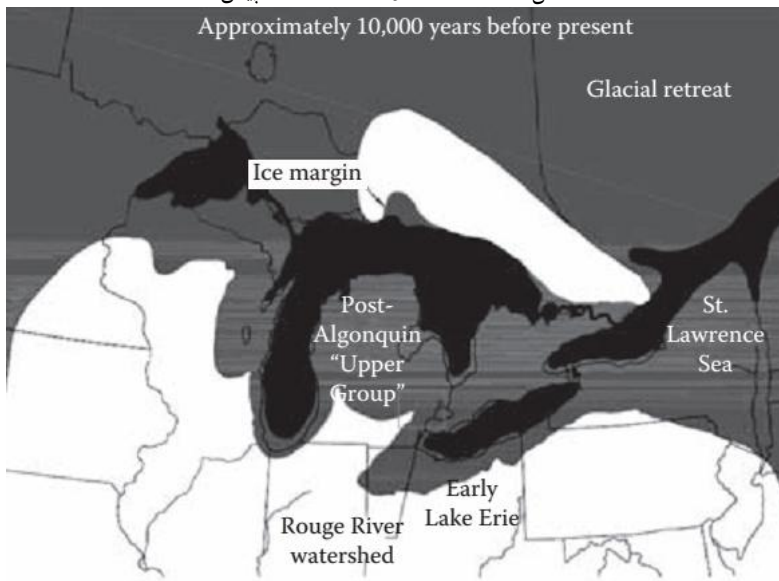 Approximately 10,000 years before present
Glacial retreat
Ice margin
Post-
Algonquin
“Upper
Group”
St.
Lawrence
Sea
Early
Lake Erie
Rouge River
watershed